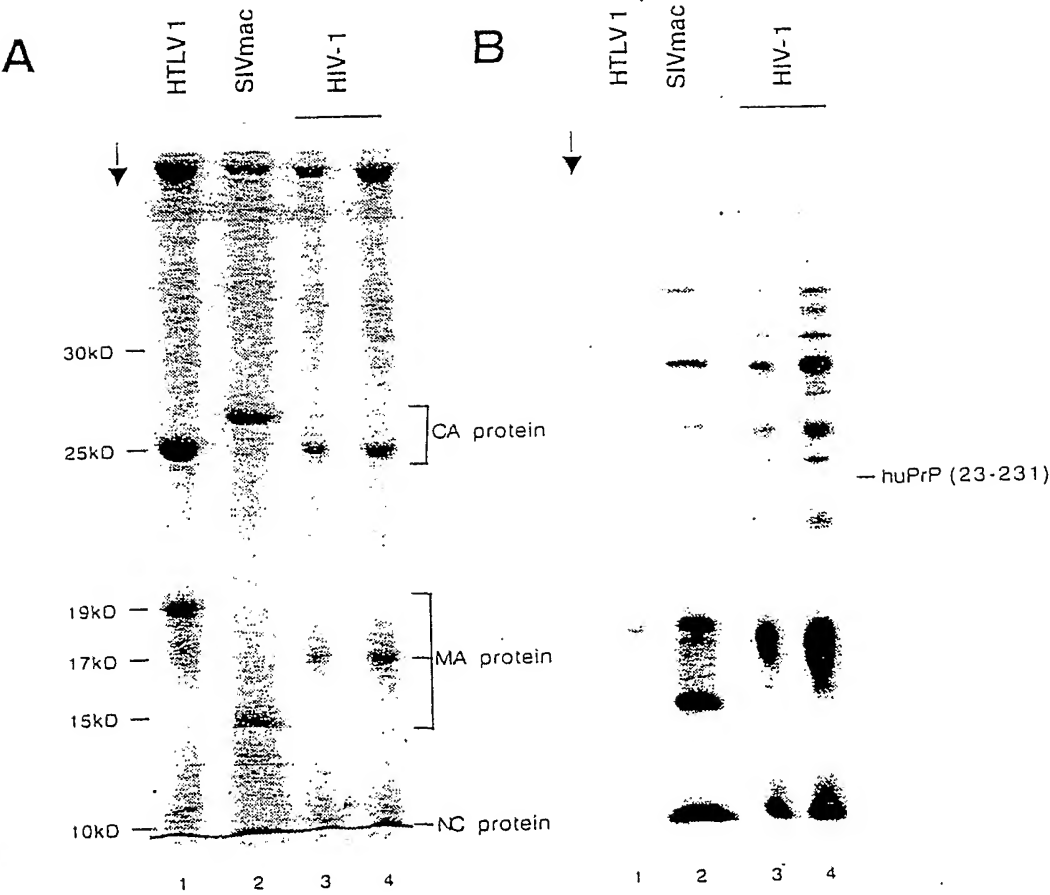 A
HTLV 1
SIVmac
HIV-1
30kD
25kD
19kD
17kD
15kD
10kD
CA protein
MA protein
NC protein
1 2 3 4
B
HTLV 1
SIVmac
HIV-1
huPrP (23-231)
1 2 3 4